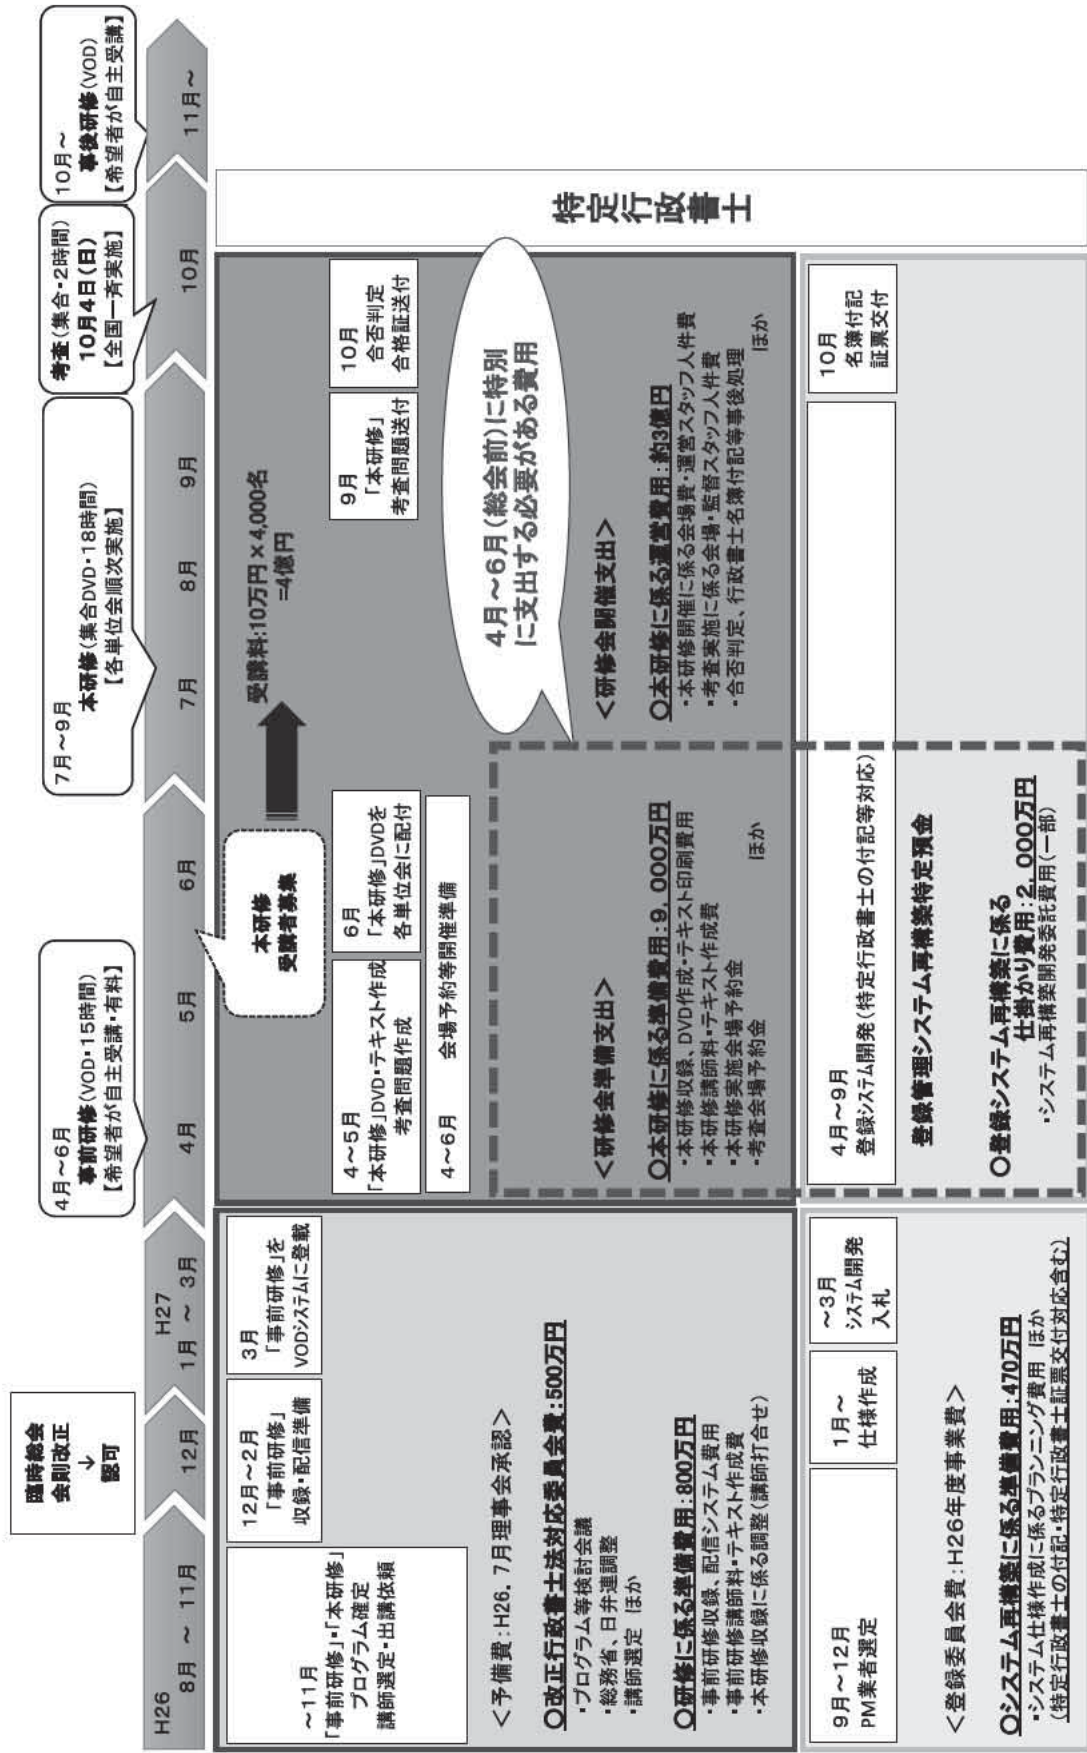 臨時総会
会則改正
↓
認可
4月～6月
事前研修(VOD・15時間)
【希望者が自主受講・有料】
7月～9月
本研修(集合DVD・18時間)
【各単位会順次実施】
考査(集合・2時間)
10月4日(日)
【全国一斉実施】
10月～
事後研修(VOD)
【希望者が自主受講】
H26
8月 ～ 11月
12月
H27
1月 ～ 3月
4月
5月
6月
7月
8月
9月
10月
11月～
～11月
「事前研修」・「本研修」
プログラム確定
講師選定・出講依頼
12月～2月
「事前研修」
収録・配信準備
3月
「事前研修」を
VODシステムに登載
＜予備費:H26.7月理事会承認＞
○改正行政書士法対応委員会費:500万円
・プログラム等検討会議
・総務省、日弁連調整
・講師選定 ほか
○研修に係る準備費用:800万円
・事前研修収録、配信システム費用
・事前研修講師料・テキスト作成費
・本研修収録に係る調整(講師打合せ)
本研修
受講者募集
受講料:10万円×4,000名
=4億円
4～5月
「本研修」DVD・テキスト作成
考査問題作成
6月
「本研修」DVDを
各単位会に配付
4～6月 会場予約等開催準備
9月
「本研修」
考査問題送付
10月
合否判定
合格証送付
4月～6月(総会前)に特別
に支出する必要がある費用
＜研修会準備支出＞
○本研修に係る準備費用:9,000万円
・本研修収録、DVD作成・テキスト印刷費用
・本研修講師料・テキスト作成費
・本研修実施会場予約金
・考査会場予約金
ほか
＜研修会開催支出＞
○本研修に係る運営費用:約3億円
・本研修開催に係る会場費・運営スタッフ人件費
・考査実施に係る会場・監督スタッフ人件費
・合否判定、行政書士名簿付記等事後処理
ほか
特定行政書士
9月～12月
PM業者選定
1月～
仕様作成
～3月
システム開発
入札
＜登録委員会費:H26年度事業費＞
○システム再構築に係る準備費用:470万円
・システム仕様作成に係るプランニング費用 ほか
(特定行政書士の付記・特定行政書士証票交付対応含む)
4月～9月
登録システム開発(特定行政書士の付記等対応)
10月
名簿付記
証票交付
登録管理システム再構築特定預金
○登録システム再構築に係る
仕掛かり費用:2,000万円
・システム再構築開発委託費用(一部)